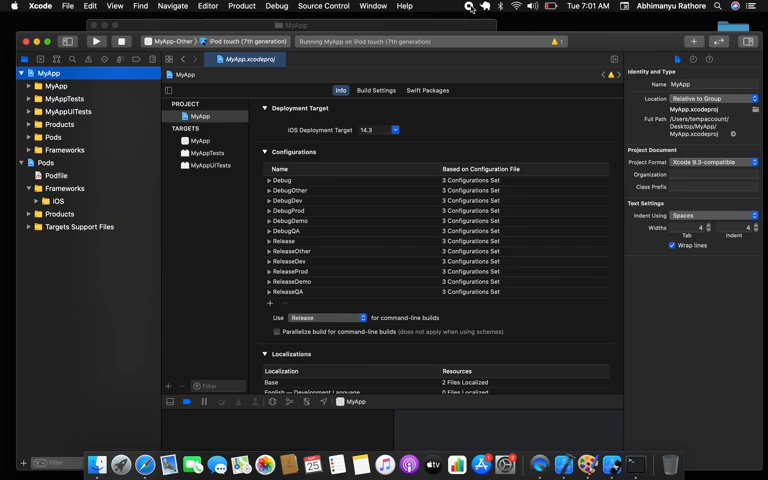 Xcode File Edit View Find Navigate Editor Product Debug Source Control Window Help Tue 7:01 AM Abhimanyu Rathore
MyApp
MyApp-Other iPod touch (7th generation) Running MyApp on iPod touch (7th generation) 1
MyApp.xcodeproj
MyApp
MyApp
MyApp
MyAppTests
MyAppUITests
Products
Pods
Frameworks
Pods
Podfile
Frameworks
iOS
Products
Targets Support Files
Filter
PROJECT
MyApp
TARGETS
MyApp
MyAppTests
MyAppUITests
Filter
Info Build Settings Swift Packages
Deployment Target
iOS Deployment Target 14.3
Configurations
Name Based on Configuration File
Debug 3 Configurations Set
DebugOther 3 Configurations Set
DebugDev 3 Configurations Set
DebugProd 3 Configurations Set
DebugDemo 3 Configurations Set
DebugQA 3 Configurations Set
Release 3 Configurations Set
ReleaseOther 3 Configurations Set
ReleaseDev 3 Configurations Set
ReleaseProd 3 Configurations Set
ReleaseDemo 3 Configurations Set
ReleaseQA 3 Configurations Set
Use Release for command-line builds
Parallelize build for command-line builds (does not apply when using schemes)
Localizations
Localization Resources
Base 2 Files Localized
English — Development Language 0 Files Localized
MyApp
Identity and Type
Name MyApp
Location Relative to Group
MyApp.xcodeproj
Full Path /Users/tempaccount/
Desktop/MyApp/
MyApp.xcodeproj
Project Document
Project Format Xcode 9.3-compatible
Organization
Class Prefix
Text Settings
Indent Using Spaces
Widths 4 4
Tab Indent
Wrap lines